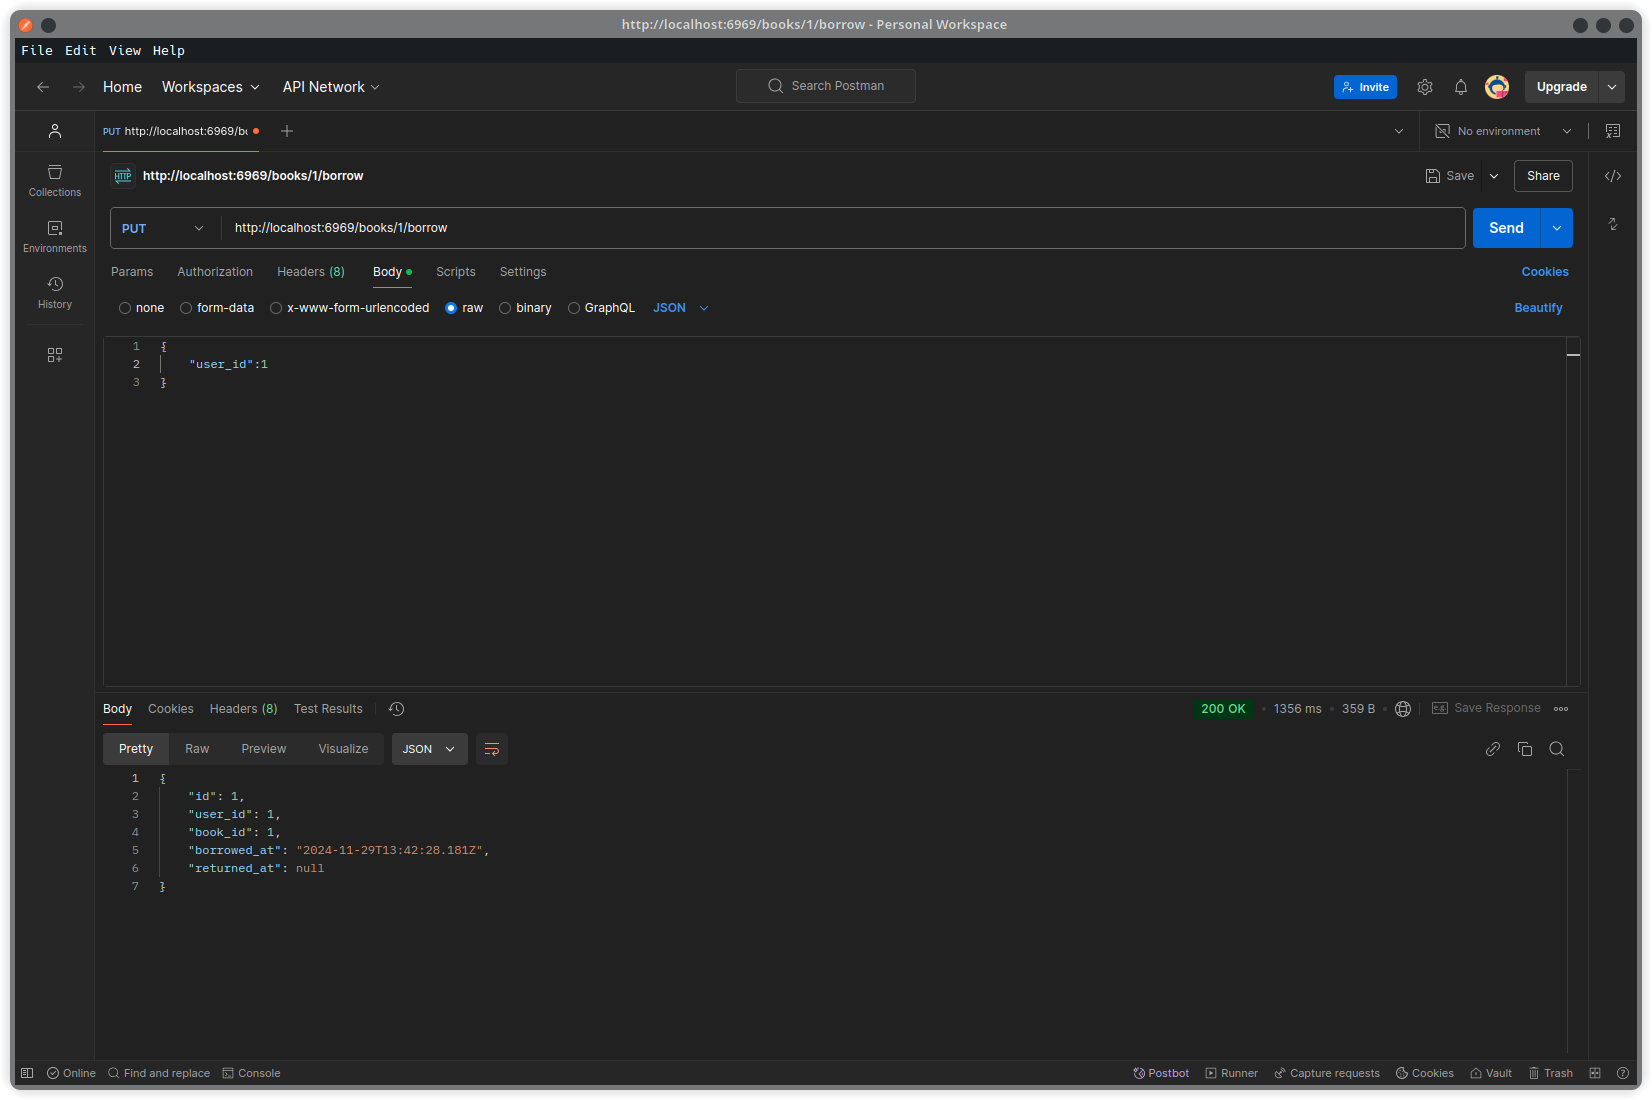 http://localhost:6969/books/1/borrow - Personal Workspace
File Edit View Help
Home Workspaces API Network Search Postman Invite Upgrade
PUT http://localhost:6969/bo No environment
HTTP http://localhost:6969/books/1/borrow Save Share
Collections
PUT http://localhost:6969/books/1/borrow Send
Environments
Params Authorization Headers (8) Body Scripts Settings Cookies
History
none form-data x-www-form-urlencoded raw binary GraphQL JSON Beautify
1 {
2 "user_id":1
3 }
Body Cookies Headers (8) Test Results 200 OK 1356 ms 359 B e.g. Save Response
Pretty Raw Preview Visualize JSON
1 {
2 "id": 1,
3 "user_id": 1,
4 "book_id": 1,
5 "borrowed_at": "2024-11-29T13:42:28.181Z",
6 "returned_at": null
7 }
Online Find and replace Console Postbot Runner Capture requests Cookies Vault Trash